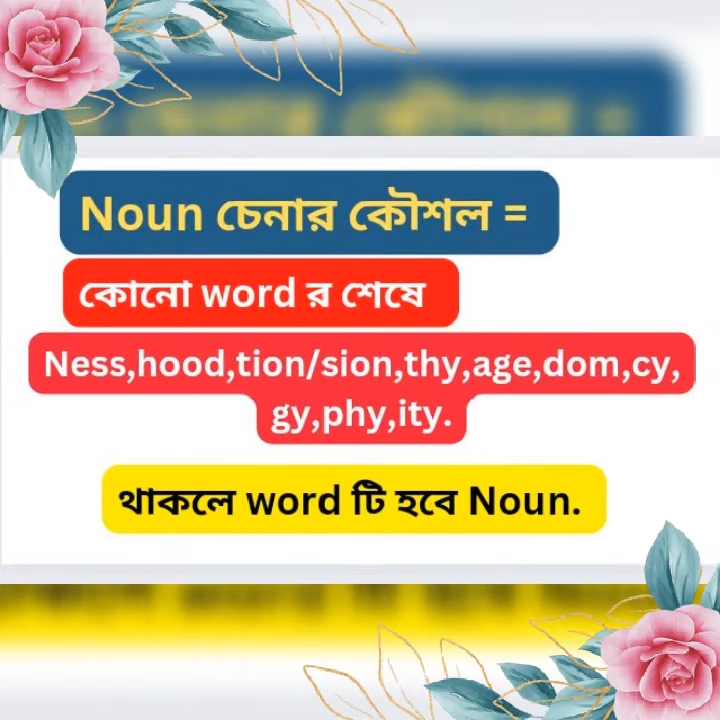 Noun চেনার কৌশল =
কোনো word র শেষে
Ness,hood,tion/sion,thy,age,dom,cy,
gy,phy,ity.
থাকলে word টি হবে Noun.